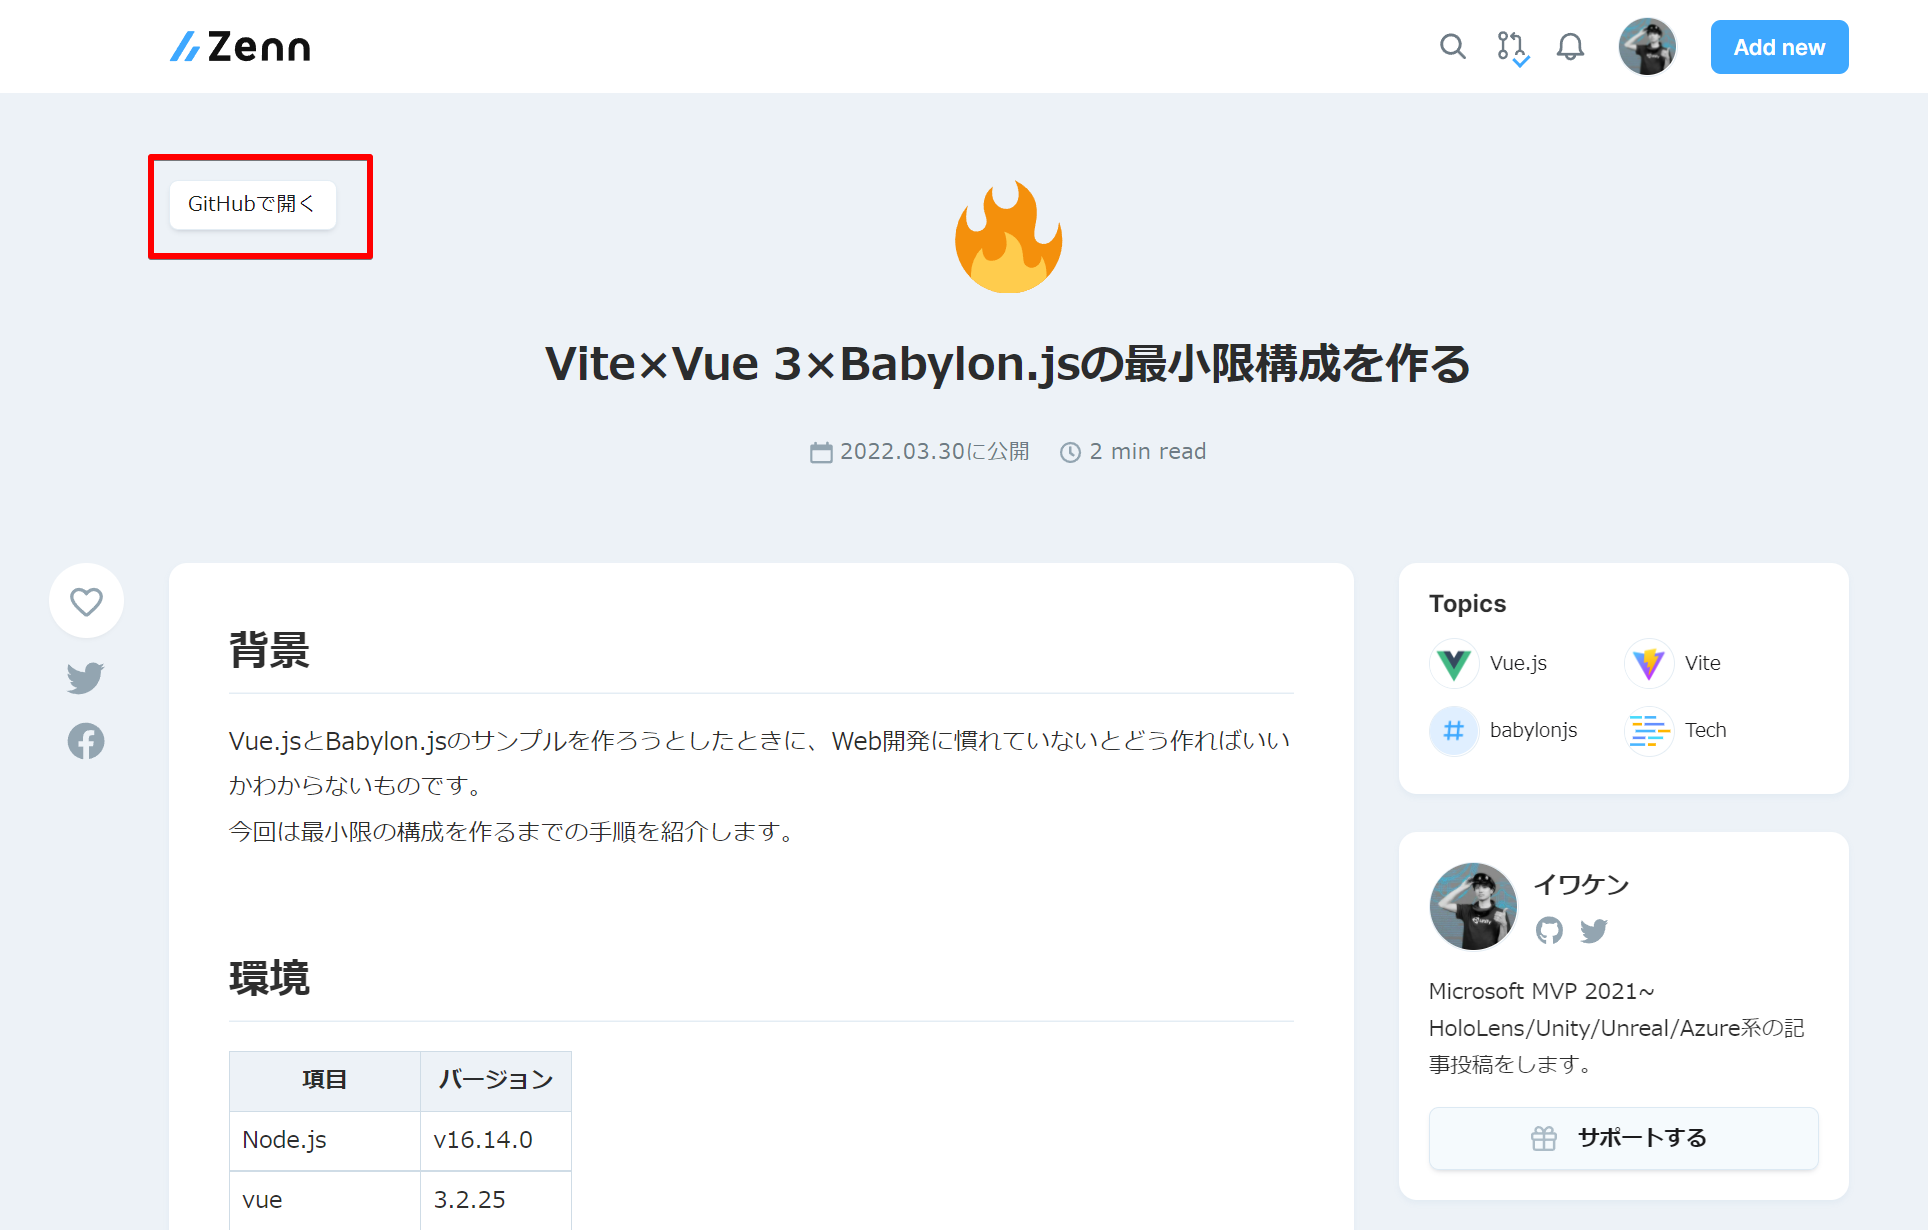 Zenn
Add new
GitHubで開く
Vite×Vue 3×Babylon.jsの最小限構成を作る
2022.03.30に公開 2 min read
背景
Vue.jsとBabylon.jsのサンプルを作ろうとしたときに、Web開発に慣れていないとどう作ればいい
かわからないものです。
今回は最小限の構成を作るまでの手順を紹介します。
環境
項目 バージョン
Node.js v16.14.0
vue 3.2.25
Topics
Vue.js Vite
babylonjs Tech
イワケン
Microsoft MVP 2021~
HoloLens/Unity/Unreal/Azure系の記
事投稿をします。
サポートする